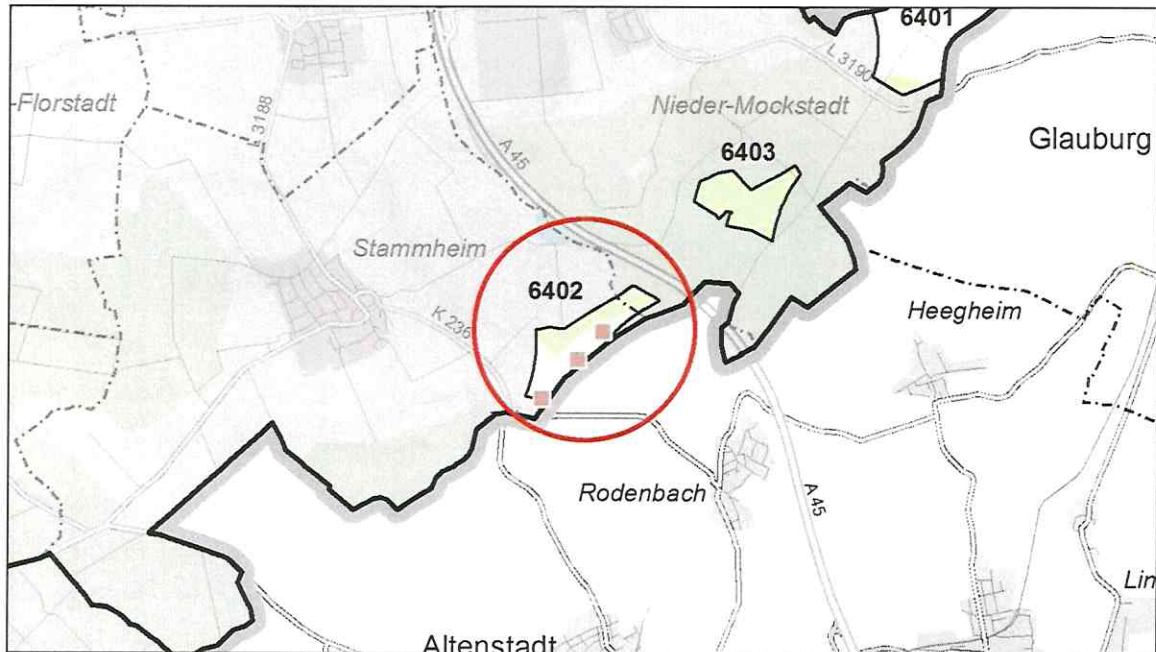 6401
L 3190
-Florstadt
L 3188
Nieder-Mockstadt
A 45
Glauburg
6403
Stammheim
6402
K 236
Heegheim
Rodenbach
A 45
Lin
Altenstadt